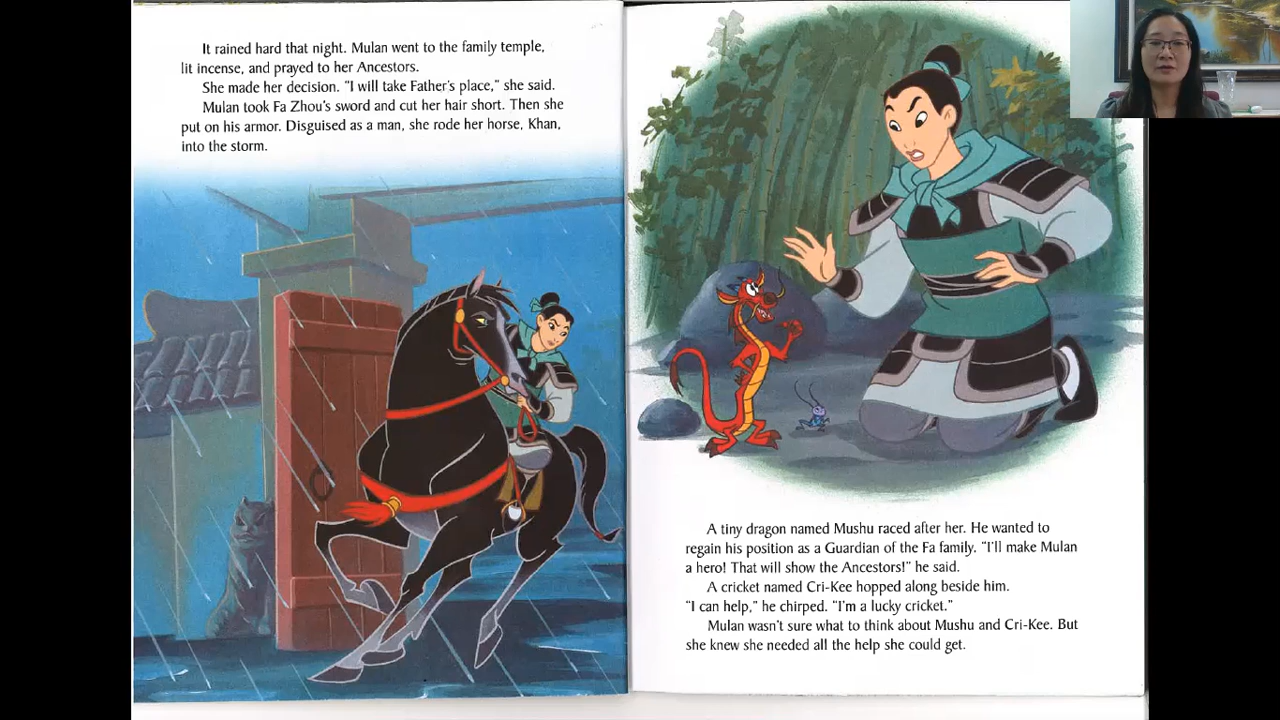 It rained hard that night. Mulan went to the family temple,
lit incense, and prayed to her Ancestors.
She made her decision. "I will take Father's place," she said.
Mulan took Fa Zhou's sword and cut her hair short. Then she
put on his armor. Disguised as a man, she rode her horse, Khan,
into the storm.
A tiny dragon named Mushu raced after her. He wanted to
regain his position as a Guardian of the Fa family. "I'll make Mulan
a hero! That will show the Ancestors!" he said.
A cricket named Cri-Kee hopped along beside him.
"I can help," he chirped. "I'm a lucky cricket."
Mulan wasn't sure what to think about Mushu and Cri-Kee. But
she knew she needed all the help she could get.